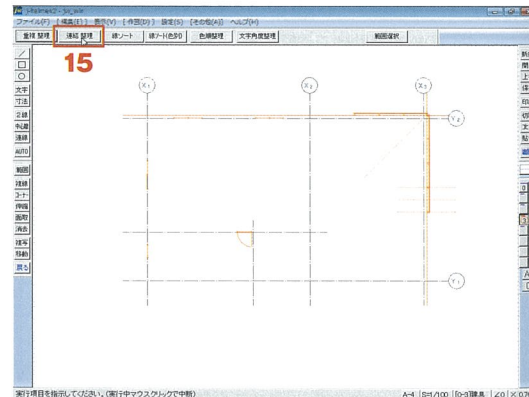 ファイル(F) [編集(E)] 表示(V) [作図(D)] 設定(S) [その他(A)] ヘルプ(H)
重複 整理 連結 整理 線ソート 線ソート(色別) 色順整理 文字角度整理 範囲選択
15
X1 X2 X3
Y2
Y1
文字
寸法
2線
中心線
連線
AUTO
範囲
複線
コーナー
伸縮
面取
消去
複写
移動
戻る
実行項目を指示してください。(実行中マウスクリックで中断)
A-4 S=1/100 [0-3]建具 ∠0